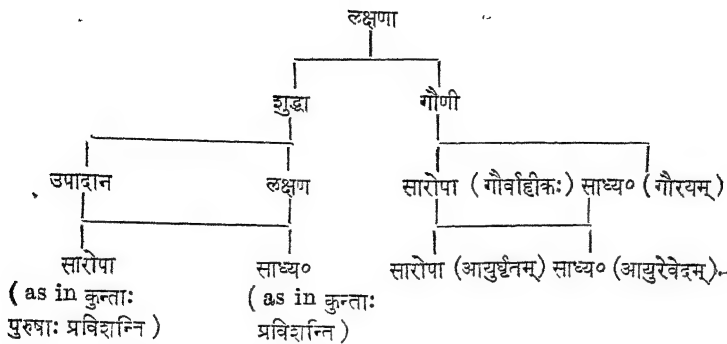 लक्षणा
शुद्धा गौणी
उपादान लक्षण सारोपा (गौर्वाहीकः) साध्य० (गौरयम्)
सारोपा साध्य० सारोपा (आयुर्घृतम्) साध्य० (आयुरेवेदम्)
( as in कुन्ताः ( as in कुन्ताः
पुरुषाः प्रविशन्ति ) प्रविशन्ति )